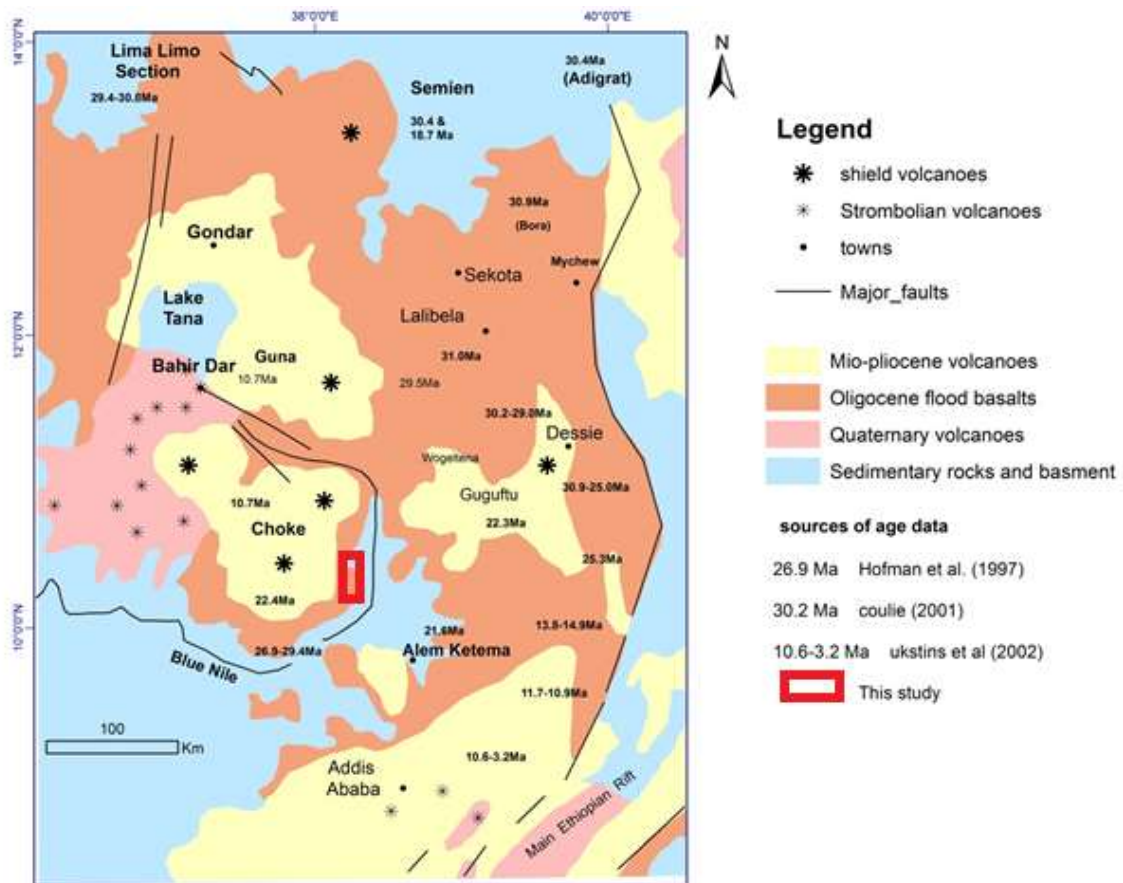 38°0'0"E
40°0'0"E
14°0'0"N
12°0'0"N
10°0'0"N
Lima Limo
Section
29.4-30.6Ma
Semien
30.4 &
18.7 Ma
30.4Ma
(Adigrat)
N
30.9Ma
(Bora)
Mychew
Sekota
Gondar
Lake
Tana
Lalibela
31.0Ma
Bahir Dar
Guna
10.7Ma
29.5Ma
30.2-29.0Ma
Dessie
Wogeltena
Guguftu
30.9-25.0Ma
22.3Ma
10.7Ma
Choke
22.4Ma
25.3Ma
26.9-29.4Ma
21.6Ma
Alem Ketema
13.8-14.9Ma
Blue Nile
11.7-10.9Ma
100
Km
10.6-3.2Ma
Addis
Ababa
Main Ethiopian Rift
Legend
shield volcanoes
Strombolian volcanoes
towns
Major_faults
Mio-pliocene volcanoes
Oligocene flood basalts
Quaternary volcanoes
Sedimentary rocks and basment
sources of age data
26.9 Ma Hofman et al. (1997)
30.2 Ma coulie (2001)
10.6-3.2 Ma ukstins et al (2002)
This study